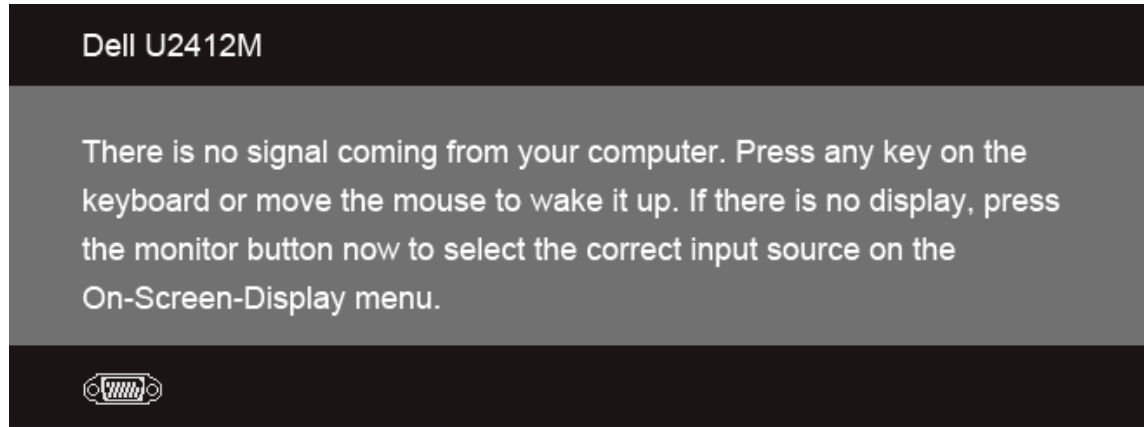 Dell U2412M
There is no signal coming from your computer. Press any key on the
keyboard or move the mouse to wake it up. If there is no display, press
the monitor button now to select the correct input source on the
On-Screen-Display menu.